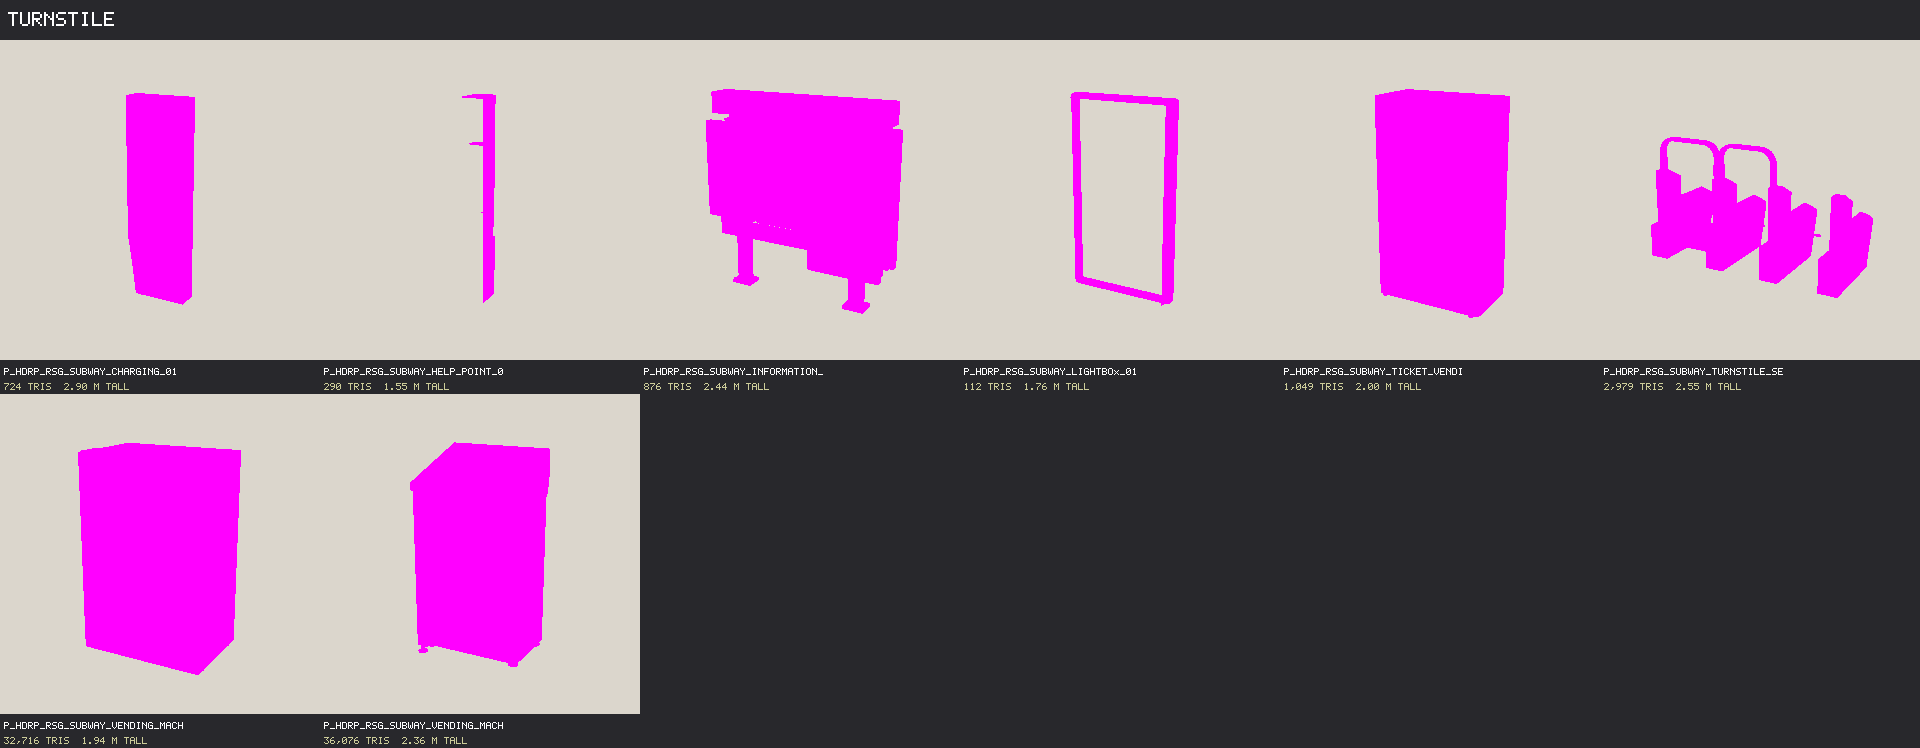 TURNSTILE
P_HDRP_RSG_SUBWAY_CHARGING_01
724 TRIS 2.90 M TALL
P_HDRP_RSG_SUBWAY_HELP_POINT_0
290 TRIS 1.55 M TALL
P_HDRP_RSG_SUBWAY_INFORMATION_
876 TRIS 2.44 M TALL
P_HDRP_RSG_SUBWAY_LIGHTBOx_01
112 TRIS 1.76 M TALL
P_HDRP_RSG_SUBWAY_TICKET_VENDI
1,049 TRIS 2.00 M TALL
P_HDRP_RSG_SUBWAY_TURNSTILE_SE
2,979 TRIS 2.55 M TALL
P_HDRP_RSG_SUBWAY_VENDING_MACH
32,716 TRIS 1.94 M TALL
P_HDRP_RSG_SUBWAY_VENDING_MACH
36,076 TRIS 2.36 M TALL